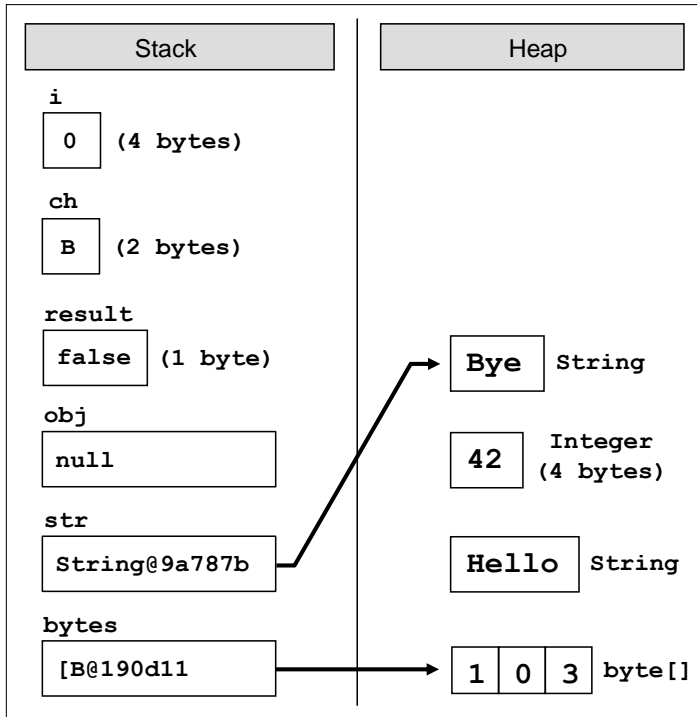 Stack
Heap
i
0 (4 bytes)
ch
B (2 bytes)
result
false (1 byte)
obj
null
str
String@9a787b
bytes
[B@190d11
Bye String
42 Integer
(4 bytes)
Hello String
1 0 3 byte[]